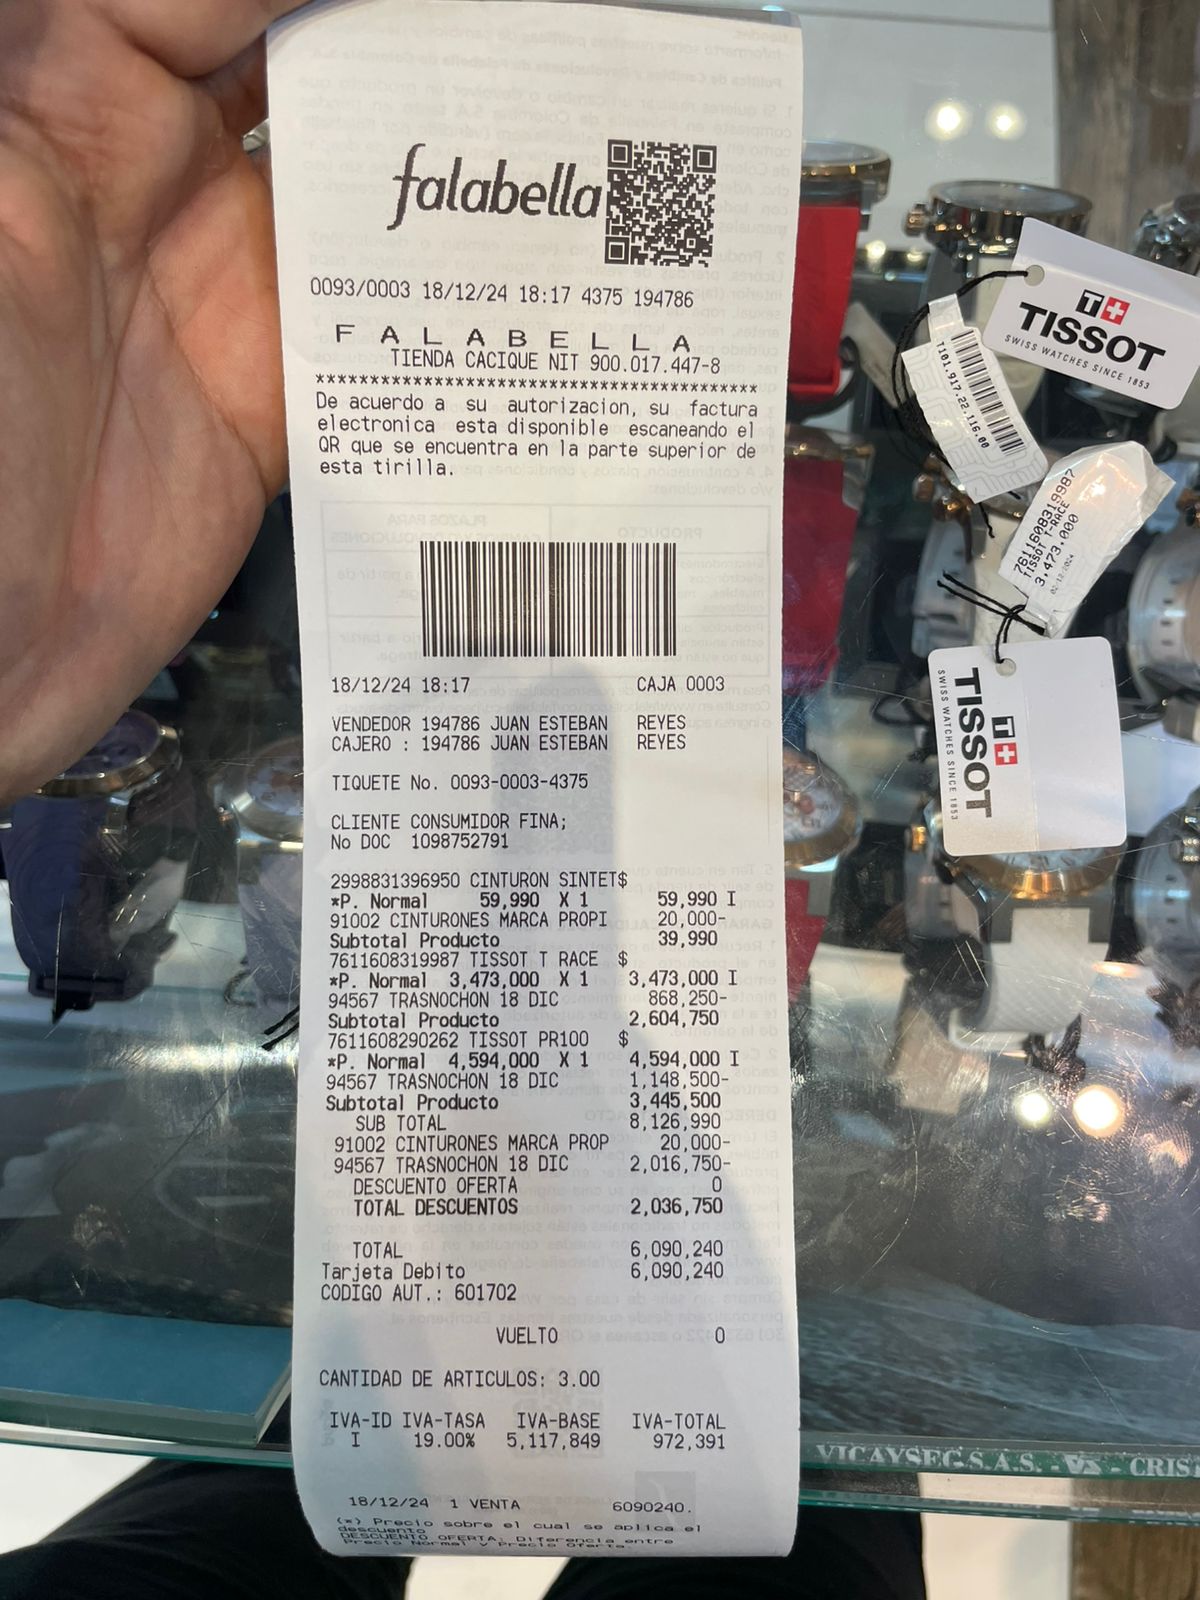 falabella
0093/0003 18/12/24 18:17 4375 194786
F A L A B E L L A
TIENDA CACIQUE NIT 900.017.447-8
*****************************************
De acuerdo a su autorizacion, su factura
electronica esta disponible escaneando el
QR que se encuentra en la parte superior de
esta tirilla.
18/12/24 18:17 CAJA 0003
VENDEDOR 194786 JUAN ESTEBAN REYES
CAJERO : 194786 JUAN ESTEBAN REYES
TIQUETE No. 0093-0003-4375
CLIENTE CONSUMIDOR FINA;
No DOC 1098752791
2998831396950 CINTURON SINTET$
*P. Normal 59,990 X 1 59,990 I
91002 CINTURONES MARCA PROPI 20,000-
Subtotal Producto 39,990
7611608319987 TISSOT T RACE $
*P. Normal 3,473,000 X 1 3,473,000 I
94567 TRASNOCHON 18 DIC 868,250-
Subtotal Producto 2,604,750
7611608290262 TISSOT PR100 $
*P. Normal 4,594,000 X 1 4,594,000 I
94567 TRASNOCHON 18 DIC 1,148,500-
Subtotal Producto 3,445,500
SUB TOTAL 8,126,990
91002 CINTURONES MARCA PROP 20,000-
94567 TRASNOCHON 18 DIC 2,016,750-
DESCUENTO OFERTA 0
TOTAL DESCUENTOS 2,036,750
TOTAL 6,090,240
Tarjeta Debito 6,090,240
CODIGO AUT.: 601702
VUELTO 0
CANTIDAD DE ARTICULOS: 3.00
IVA-ID IVA-TASA IVA-BASE IVA-TOTAL
I 19.00% 5,117,849 972,391
18/12/24 1 VENTA 6090240.
(*) Precio sobre el cual se aplica el
descuento
DESCUENTO OFERTA: Diferencia entre
Precio Normal y Precio Oferta.
T+
TISSOT
SWISS WATCHES SINCE 1853
T101.917.22.116.00
7611608319987
TISSOT T-RACE
3,473,000
T+
TISSOT
SWISS WATCHES SINCE 1853
VICAYSEG S.A.S. - VS - CRIS